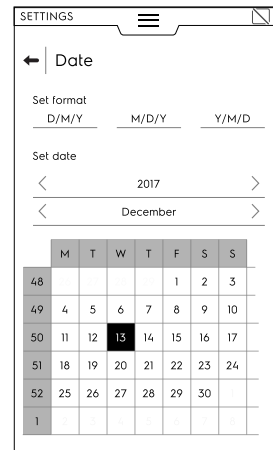 SETTINGS
Date
Set format
D/M/Y M/D/Y Y/M/D
Set date
2017
December
M T W T F S S
48 1 2 3
49 4 5 6 7 8 9 10
50 11 12 13 14 15 16 17
51 18 19 20 21 22 23 24
52 25 26 27 28 29 30
1